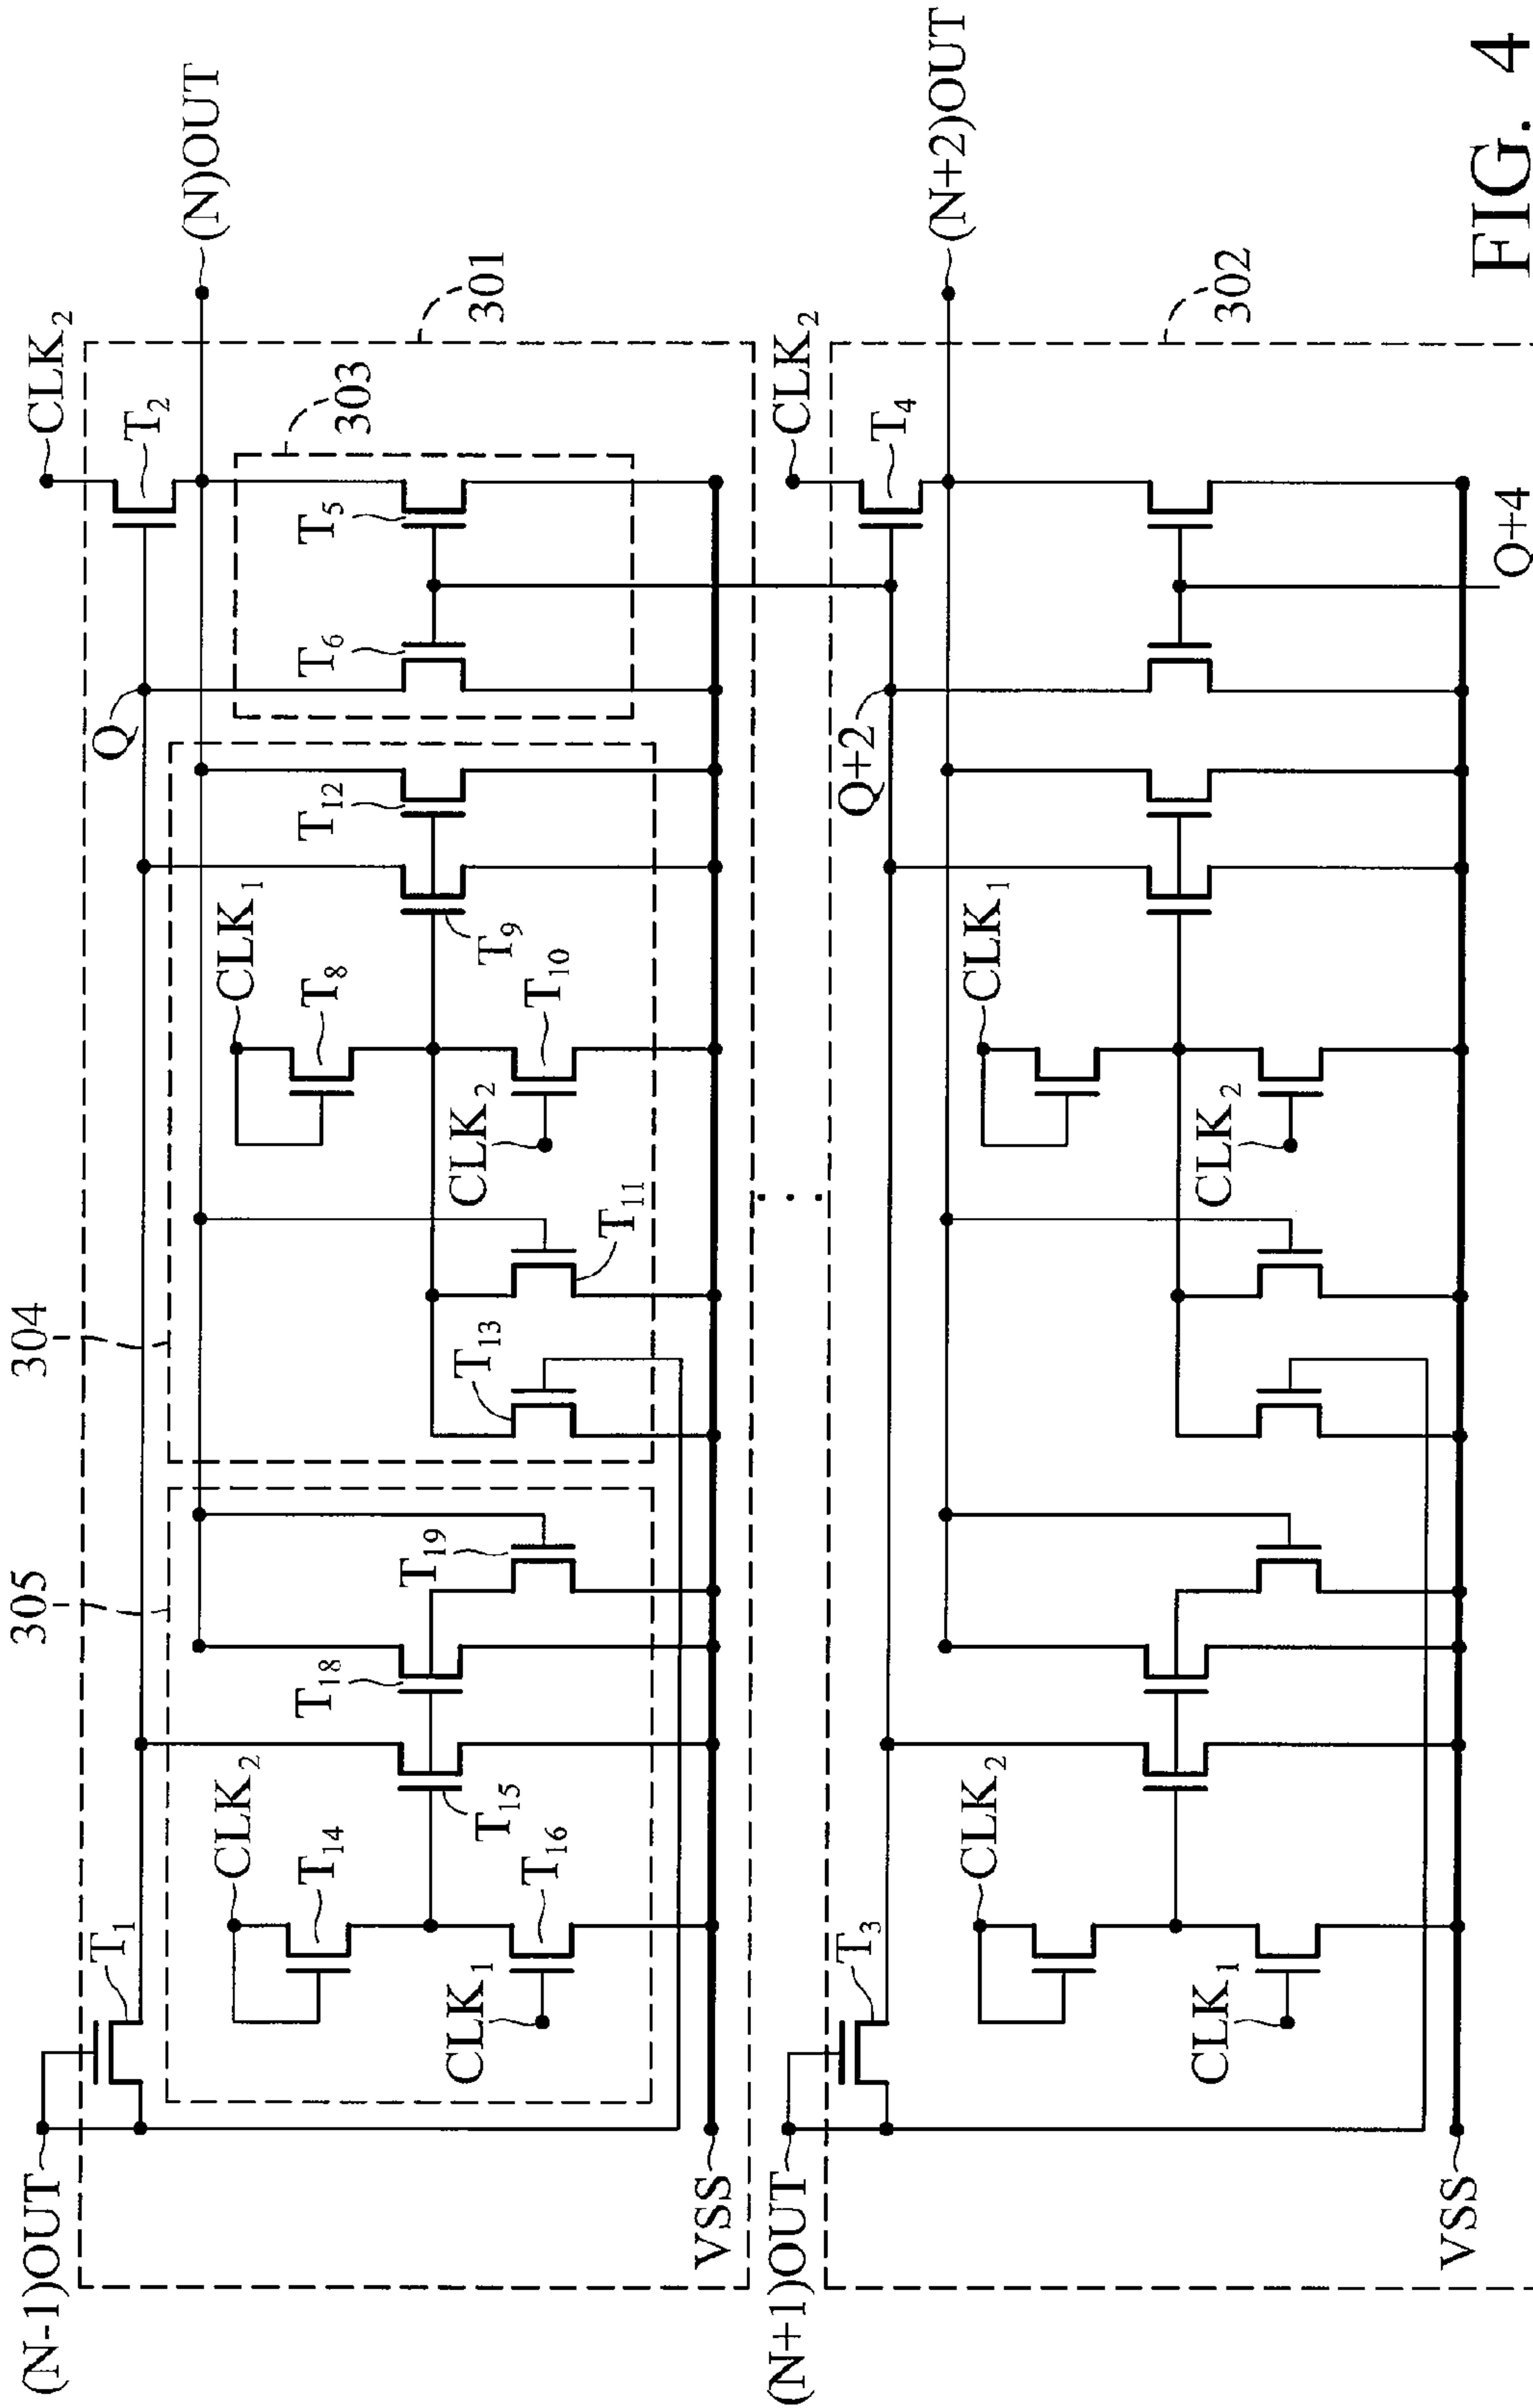 (N-1)OUT
T1
CLK2
T14
CLK1
T16
T15
T18
T19
305
304
T13
T11
CLK1
T8
CLK2
T10
T9
T12
Q
T6
T5
303
CLK2
T2
(N)OUT
301
VSS
(N+1)OUT
T3
CLK2
CLK1
CLK1
CLK2
Q+2
CLK2
T4
(N+2)OUT
302
Q+4
VSS
FIG. 4